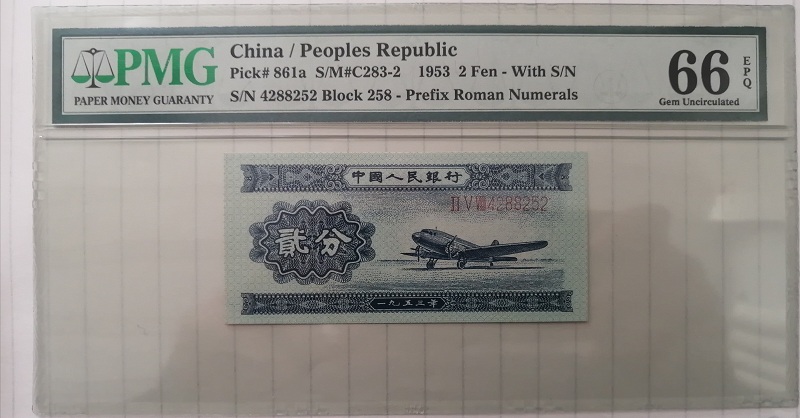 PMG
PAPER MONEY GUARANTY
China / Peoples Republic
Pick# 861a S/M#C283-2 1953 2 Fen - With S/N
S/N 4288252 Block 258 - Prefix Roman Numerals
66 EPQ
Gem Uncirculated
中國人民銀行
II V VIII 4288252
貳分
一九五三年